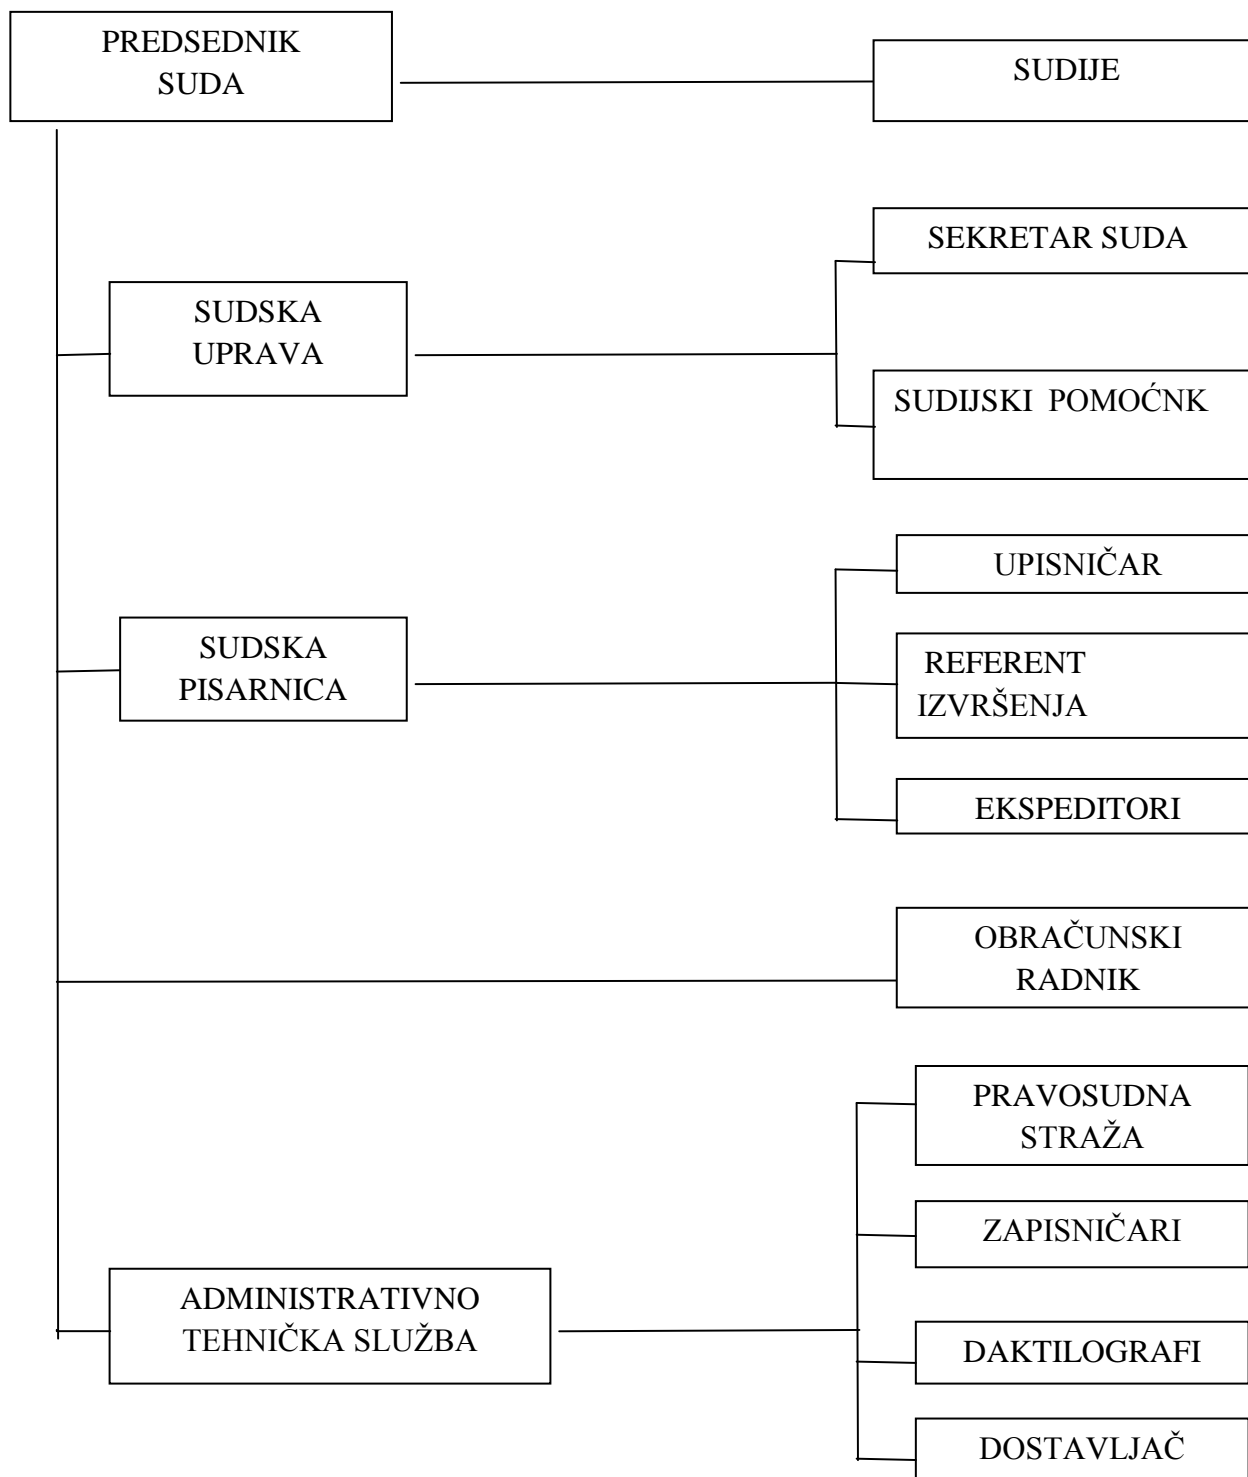 PREDSEDNIK
SUDA
SUDIJE
SEKRETAR SUDA
SUDSKA
UPRAVA
SUDIJSKI  POMOĆNK
UPISNIČAR
SUDSKA
PISARNICA
REFERENT
IZVRŠENJA
EKSPEDITORI
OBRAČUNSKI
RADNIK
PRAVOSUDNA
STRAŽA
ZAPISNIČARI
ADMINISTRATIVNO
TEHNIČKA SLUŽBA
DAKTILOGRAFI
DOSTAVLJAČ